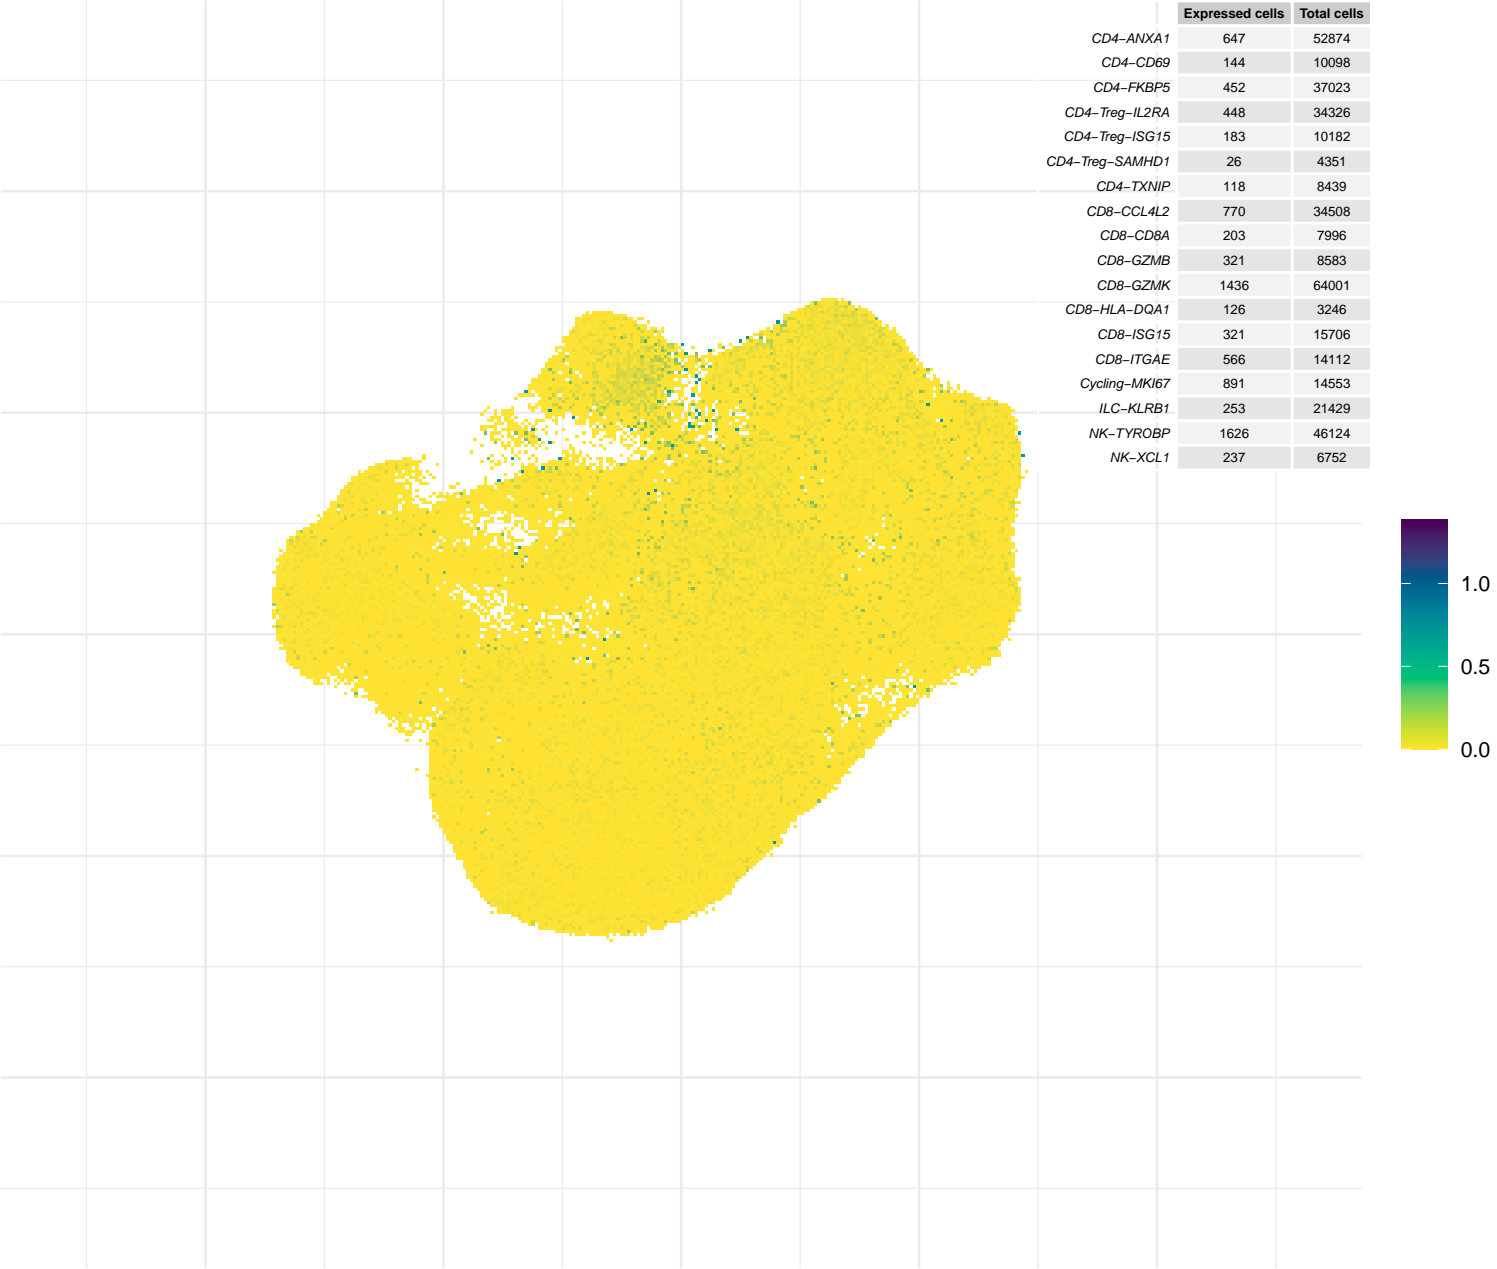 Expressed cells Total cells
CD4−ANXA1 647 52874
CD4−CD69 144 10098
CD4−FKBP5 452 37023
CD4−Treg−IL2RA 448 34326
CD4−Treg−ISG15 183 10182
CD4−Treg−SAMHD1 26 4351
CD4−TXNIP 118 8439
CD8−CCL4L2 770 34508
CD8−CD8A 203 7996
CD8−GZMB 321 8583
CD8−GZMK 1436 64001
CD8−HLA−DQA1 126 3246
CD8−ISG15 321 15706
CD8−ITGAE 566 14112
Cycling−MKI67 891 14553
ILC−KLRB1 253 21429
NK−TYROBP 1626 46124
NK−XCL1 237 6752
1.0
0.5
0.0